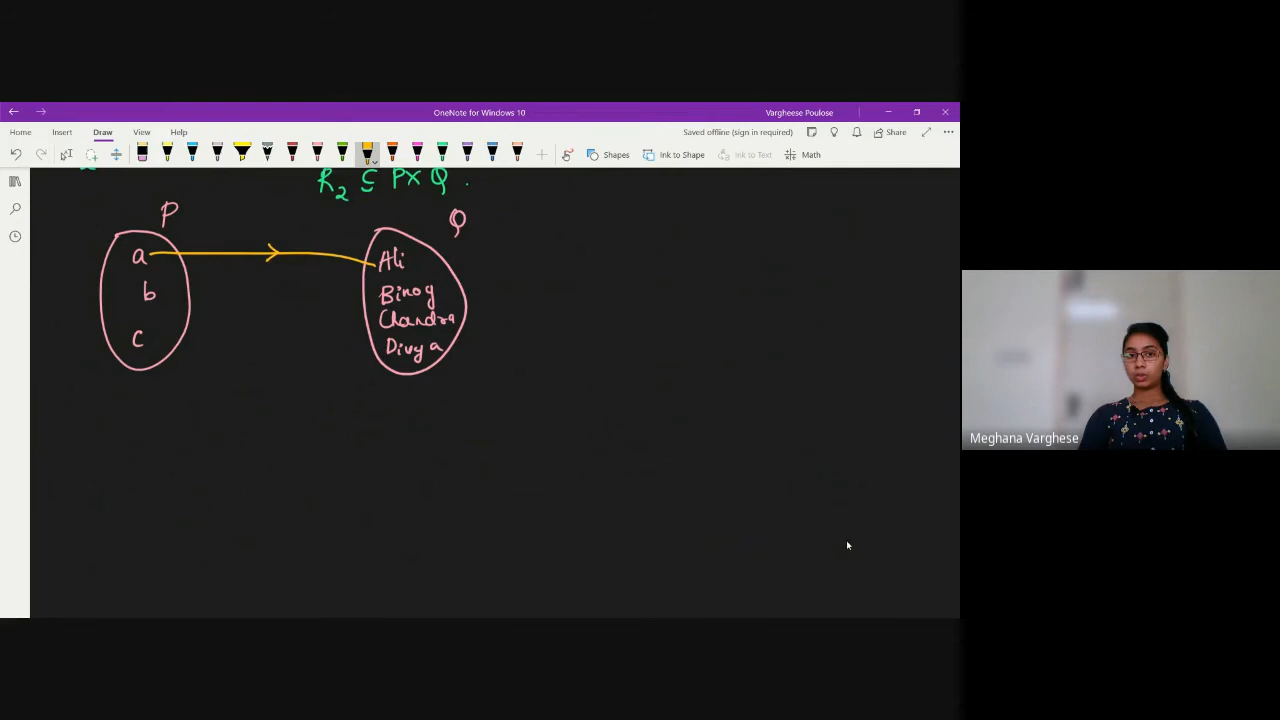 OneNote for Windows 10
Vargheese Poulose
Home Insert Draw View Help
Saved offline (sign in required)
Share
Shapes
Ink to Shape
Ink to Text
Math
R2 ⊆ P×Q .
P
Q
a
Ali
b
Binoy
Chandra
c
Divya
Meghana Varghese